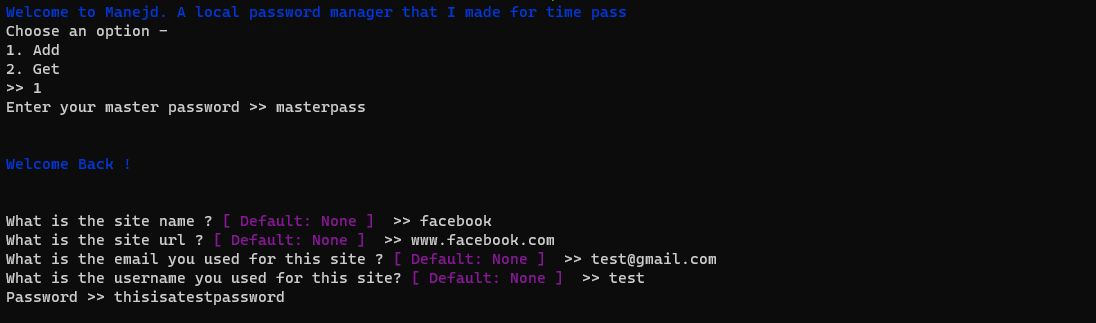 Welcome to Manejd. A local password manager that I made for time pass
Choose an option -
1. Add
2. Get
>> 1
Enter your master password >> masterpass
Welcome Back !
What is the site name ? [ Default: None ]  >> facebook
What is the site url ? [ Default: None ]  >> www.facebook.com
What is the email you used for this site ? [ Default: None ]  >> test@gmail.com
What is the username you used for this site? [ Default: None ]  >> test
Password >> thisisatestpassword